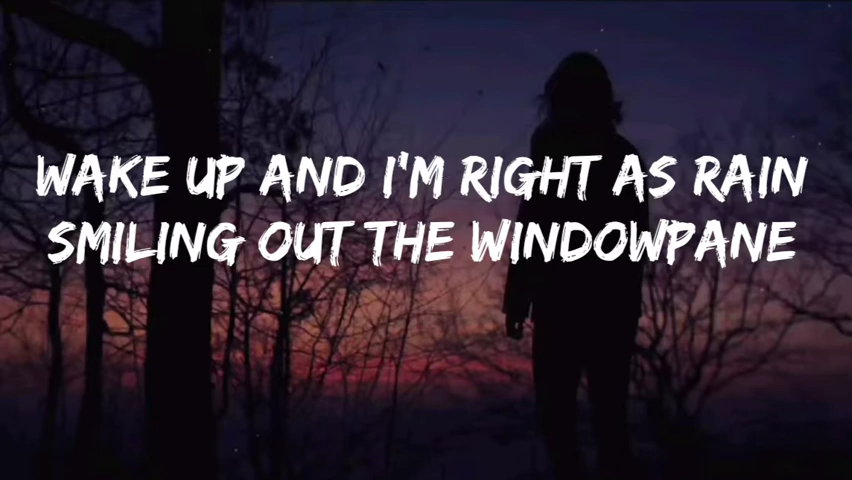 WAKE UP AND I'M RIGHT AS RAIN
SMILING OUT THE WINDOWPANE